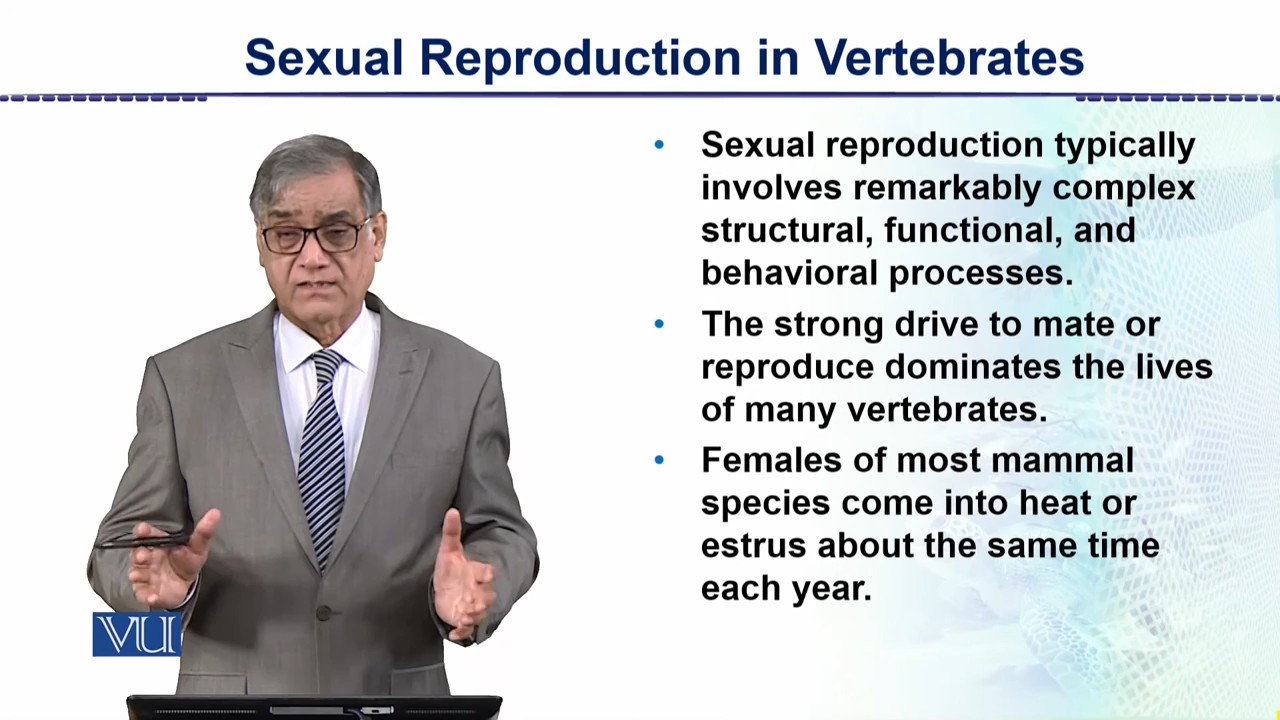 Sexual Reproduction in Vertebrates
• Sexual reproduction typically
involves remarkably complex
structural, functional, and
behavioral processes.
• The strong drive to mate or
reproduce dominates the lives
of many vertebrates.
• Females of most mammal
species come into heat or
estrus about the same time
each year.
VU